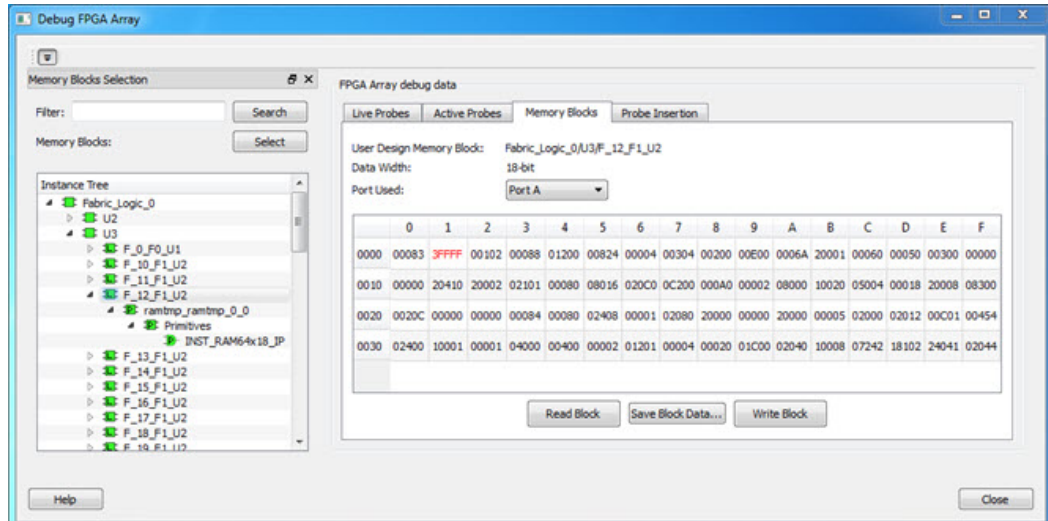 Debug FPGA Array
Memory Blocks Selection
Filter: Search
Memory Blocks: Select
Instance Tree
Fabric_Logic_0
U2
U3
F_0_F0_U1
F_10_F1_U2
F_11_F1_U2
F_12_F1_U2
ramtmp_ramtmp_0_0
Primitives
INST_RAM64x18_IP
F_13_F1_U2
F_14_F1_U2
F_15_F1_U2
F_16_F1_U2
F_17_F1_U2
F_18_F1_U2
F_19_F1_U2
FPGA Array debug data
Live Probes Active Probes Memory Blocks Probe Insertion
User Design Memory Block: Fabric_Logic_0/U3/F_12_F1_U2
Data Width: 18-bit
Port Used: Port A
0 1 2 3 4 5 6 7 8 9 A B C D E F
0000 00083 3FFFF 00102 00088 01200 00824 00004 00304 00200 00E00 0006A 20001 00060 00050 00300 00000
0010 00000 20410 20002 02101 00080 08016 020C0 0C200 000A0 00002 08000 10020 05004 00018 20008 08300
0020 0020C 00000 00000 00084 00080 02408 00001 02080 20000 00000 20000 00005 02000 02012 00C01 00454
0030 02400 10001 00001 04000 00400 00002 01201 00004 00020 01C00 02040 10008 07242 18102 24041 02044
Read Block Save Block Data... Write Block
Help Close